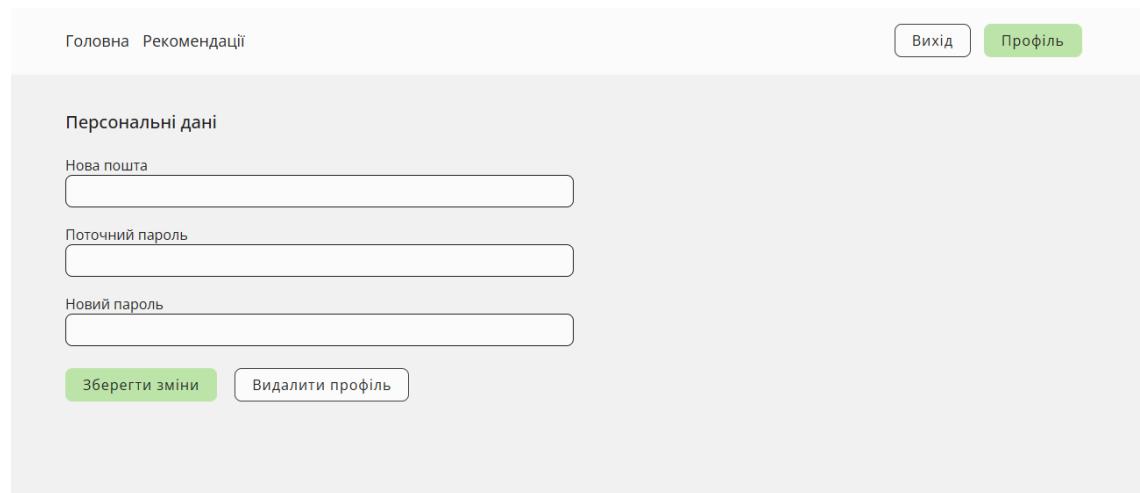 Головна Рекомендації Вихід Профіль
Персональні дані
Нова пошта
Поточний пароль
Новий пароль
Зберегти зміни Видалити профіль